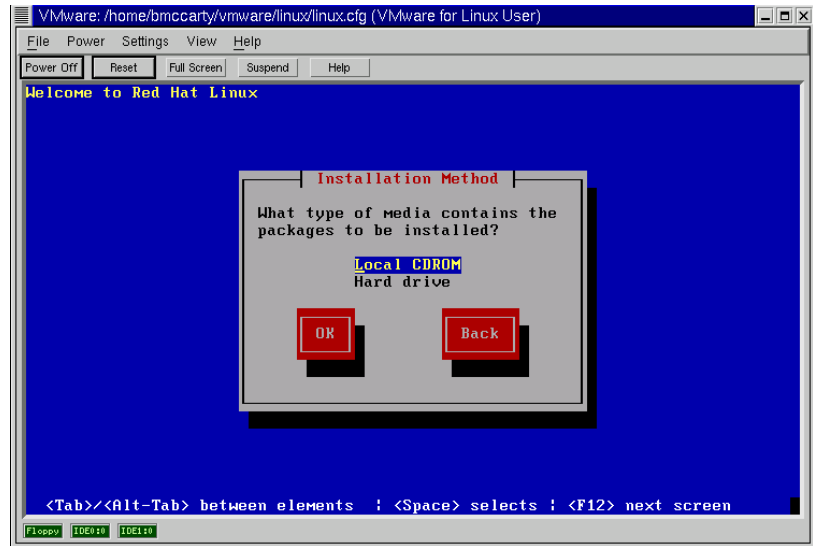 VMware: /home/bmccarty/vmware/linux/linux.cfg (VMware for Linux User)
File Power Settings View Help
Power Off Reset Full Screen Suspend Help
Welcome to Red Hat Linux
Installation Method
What type of media contains the
packages to be installed?
Local CDROM
Hard drive
OK Back
<Tab>/<Alt-Tab> between elements ¦ <Space> selects ¦ <F12> next screen
Floppy IDE0:0 IDE1:0